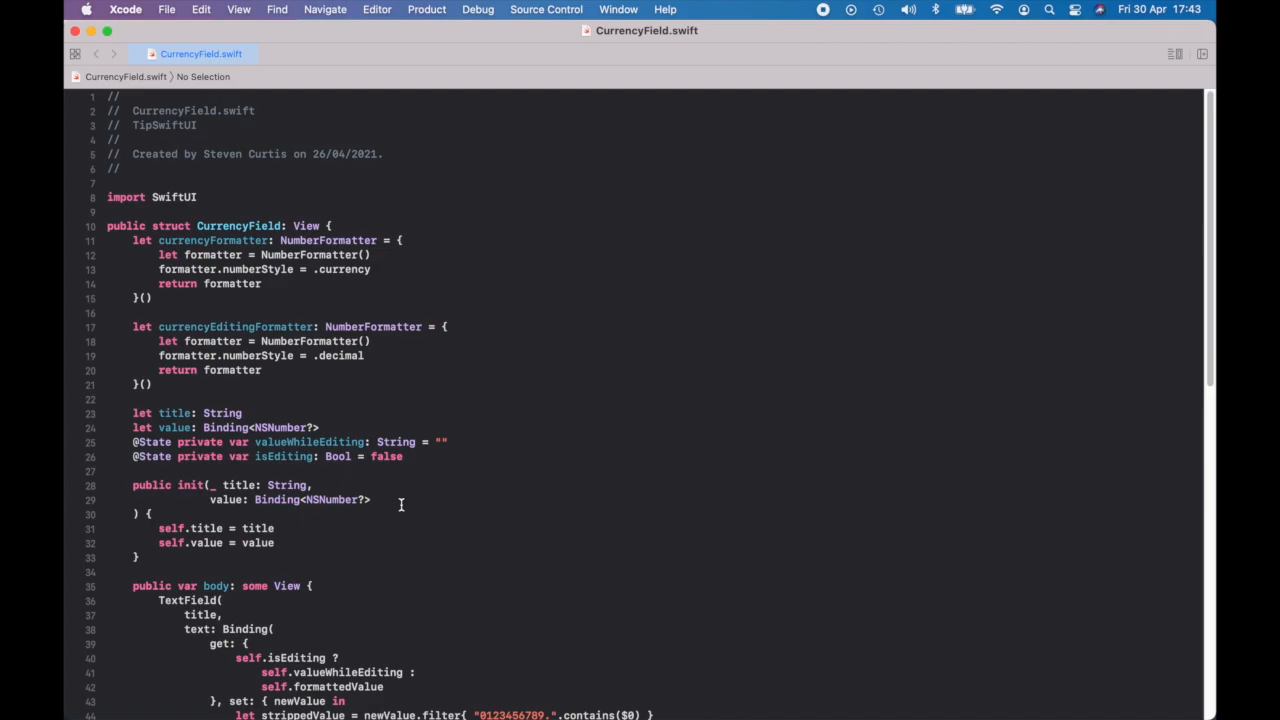 Xcode File Edit View Find Navigate Editor Product Debug Source Control Window Help Fri 30 Apr 17:43
CurrencyField.swift
CurrencyField.swift
CurrencyField.swift 〉 No Selection
1 //
2 //  CurrencyField.swift
3 //  TipSwiftUI
4 //
5 //  Created by Steven Curtis on 26/04/2021.
6 //
7
8 import SwiftUI
9
10 public struct CurrencyField: View {
11     let currencyFormatter: NumberFormatter = {
12         let formatter = NumberFormatter()
13         formatter.numberStyle = .currency
14         return formatter
15     }()
16
17     let currencyEditingFormatter: NumberFormatter = {
18         let formatter = NumberFormatter()
19         formatter.numberStyle = .decimal
20         return formatter
21     }()
22
23     let title: String
24     let value: Binding<NSNumber?>
25     @State private var valueWhileEditing: String = ""
26     @State private var isEditing: Bool = false
27
28     public init(_ title: String,
29                 value: Binding<NSNumber?>
30     ) {
31         self.title = title
32         self.value = value
33     }
34
35     public var body: some View {
36         TextField(
37             title,
38             text: Binding(
39                 get: {
40                     self.isEditing ?
41                         self.valueWhileEditing :
42                         self.formattedValue
43                 }, set: { newValue in
44                     let strippedValue = newValue.filter{ "0123456789.".contains($0) }